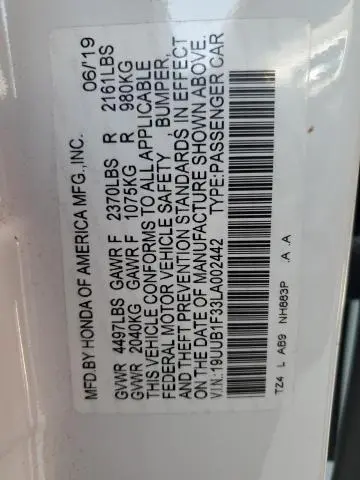 MFD.BY HONDA OF AMERICA MFG.,INC. 06/'19
GVWR 4497LBS GAWR F 2370LBS R 2161LBS
GVWR 2040KG GAWR F 1075KG R 980KG
THIS VEHICLE CONFORMS TO ALL APPLICABLE
FEDERAL MOTOR VEHICLE SAFETY BUMPER,
AND THEFT PREVENTION STANDARDS IN EFFECT
ON THE DATE OF MANUFACTURE SHOWN ABOVE.
V.I.N.:19UUB1F33LA002442 TYPE:PASSENGER CAR
TZ4 L AB9 NH883P .A .A